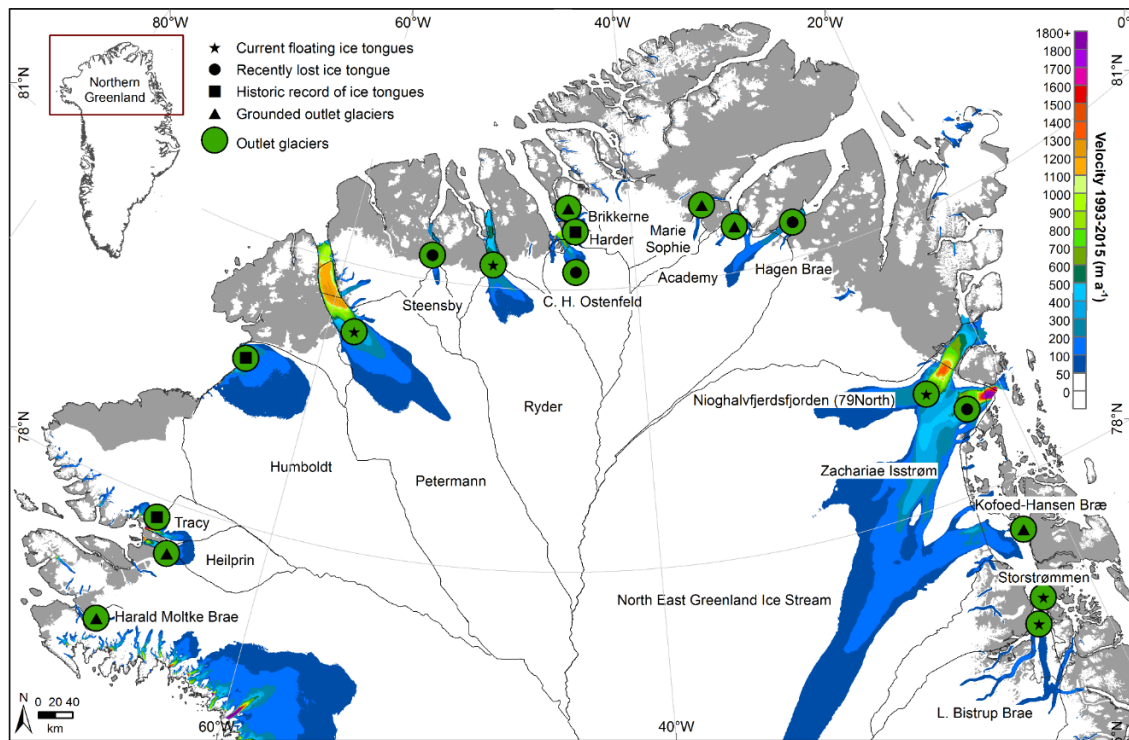 80°W
60°W
40°W
20°W
0°
81°N
81°N
Northern
Greenland
Current floating ice tongues
Recently lost ice tongue
Historic record of ice tongues
Grounded outlet glaciers
Outlet glaciers
1800+
1800
1700
1600
1500
1400
1300
1200
1100
1000
900
800
700
600
500
400
300
200
100
50
0
Velocity 1993-2015 (m a⁻¹)
Brikkerne
Harder
Marie
Sophie
Academy
Hagen Brae
Steensby
C. H. Ostenfeld
Ryder
Nioghalvfjerdsfjorden (79North)
78°N
78°N
Humboldt
Petermann
Zachariae Isstrøm
Kofoed-Hansen Bræ
Tracy
Heilprin
Storstrømmen
North East Greenland Ice Stream
Harald Moltke Brae
L. Bistrup Brae
N
0 20 40
km
60°W
40°W